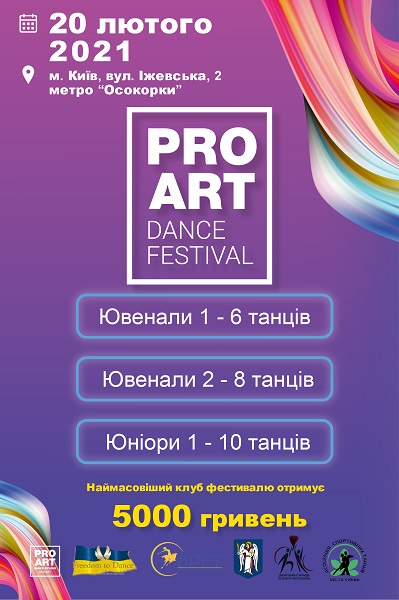 20 ЛЮТОГО
2021
м. Київ, вул. Іжевська, 2
метро “Осокорки”
PRO
ART
DANCE
FESTIVAL
Ювенали 1 - 6 танців
Ювенали 2 - 8 танців
Юніори 1 - 10 танців
Наймасовіший клуб фестивалю отримує
5000 гривень
PRO
ART
Freedom to Dance